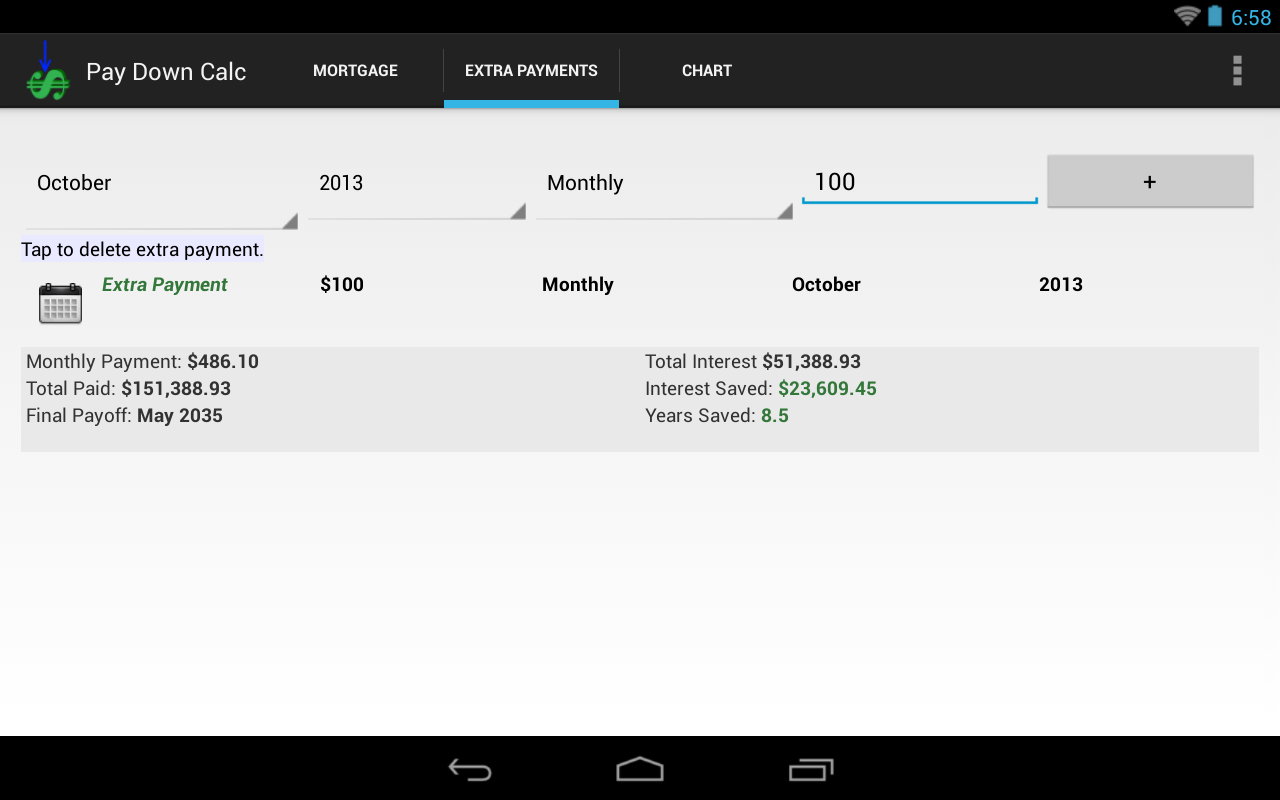 6:58
Pay Down Calc MORTGAGE EXTRA PAYMENTS CHART
October 2013 Monthly 100 +
Tap to delete extra payment.
Extra Payment $100 Monthly October 2013
Monthly Payment: $486.10 Total Interest $51,388.93
Total Paid: $151,388.93 Interest Saved: $23,609.45
Final Payoff: May 2035 Years Saved: 8.5